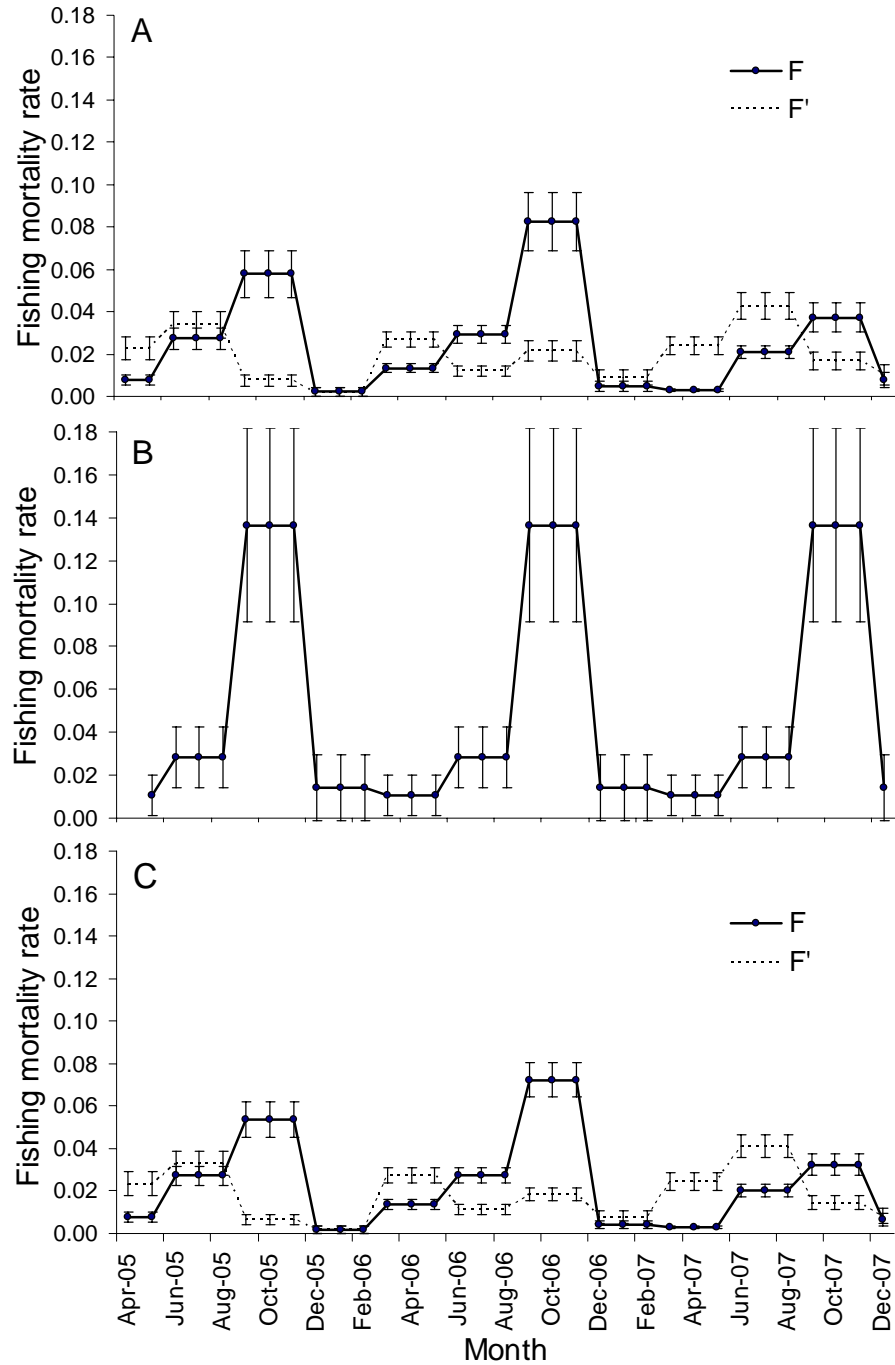 A
F
F'
Fishing mortality rate
0.18
0.16
0.14
0.12
0.10
0.08
0.06
0.04
0.02
0.00
B
Fishing mortality rate
0.18
0.16
0.14
0.12
0.10
0.08
0.06
0.04
0.02
0.00
C
F
F'
Fishing mortality rate
0.18
0.16
0.14
0.12
0.10
0.08
0.06
0.04
0.02
0.00
Apr-05
Jun-05
Aug-05
Oct-05
Dec-05
Feb-06
Apr-06
Jun-06
Aug-06
Oct-06
Dec-06
Feb-07
Apr-07
Jun-07
Aug-07
Oct-07
Dec-07
Month